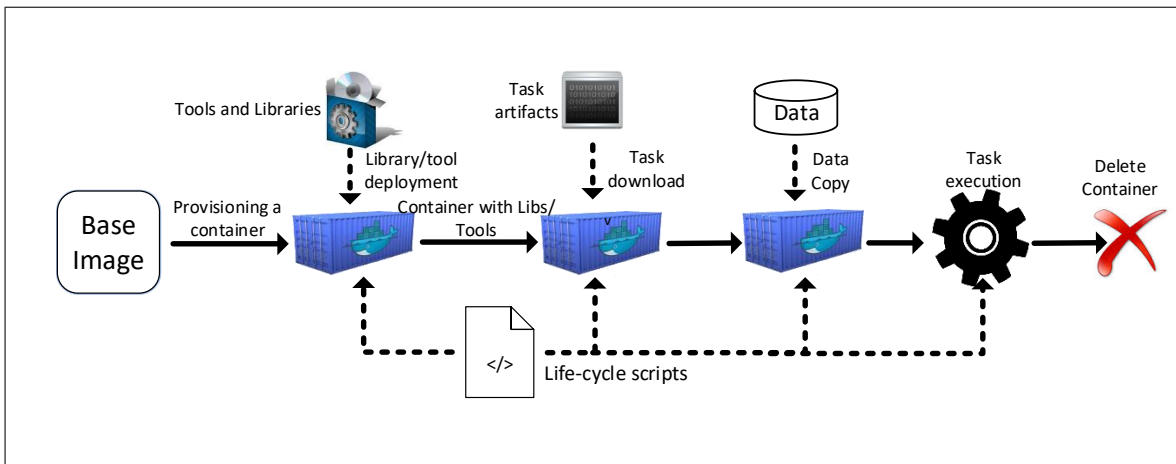 Tools and Libraries
Task
artifacts
Data
Library/tool
deployment
Task
download
Data
Copy
Task
execution
Delete
Container
Base
Image
Provisioning a
container
Container with Libs/
Tools
v
</>
Life-cycle scripts